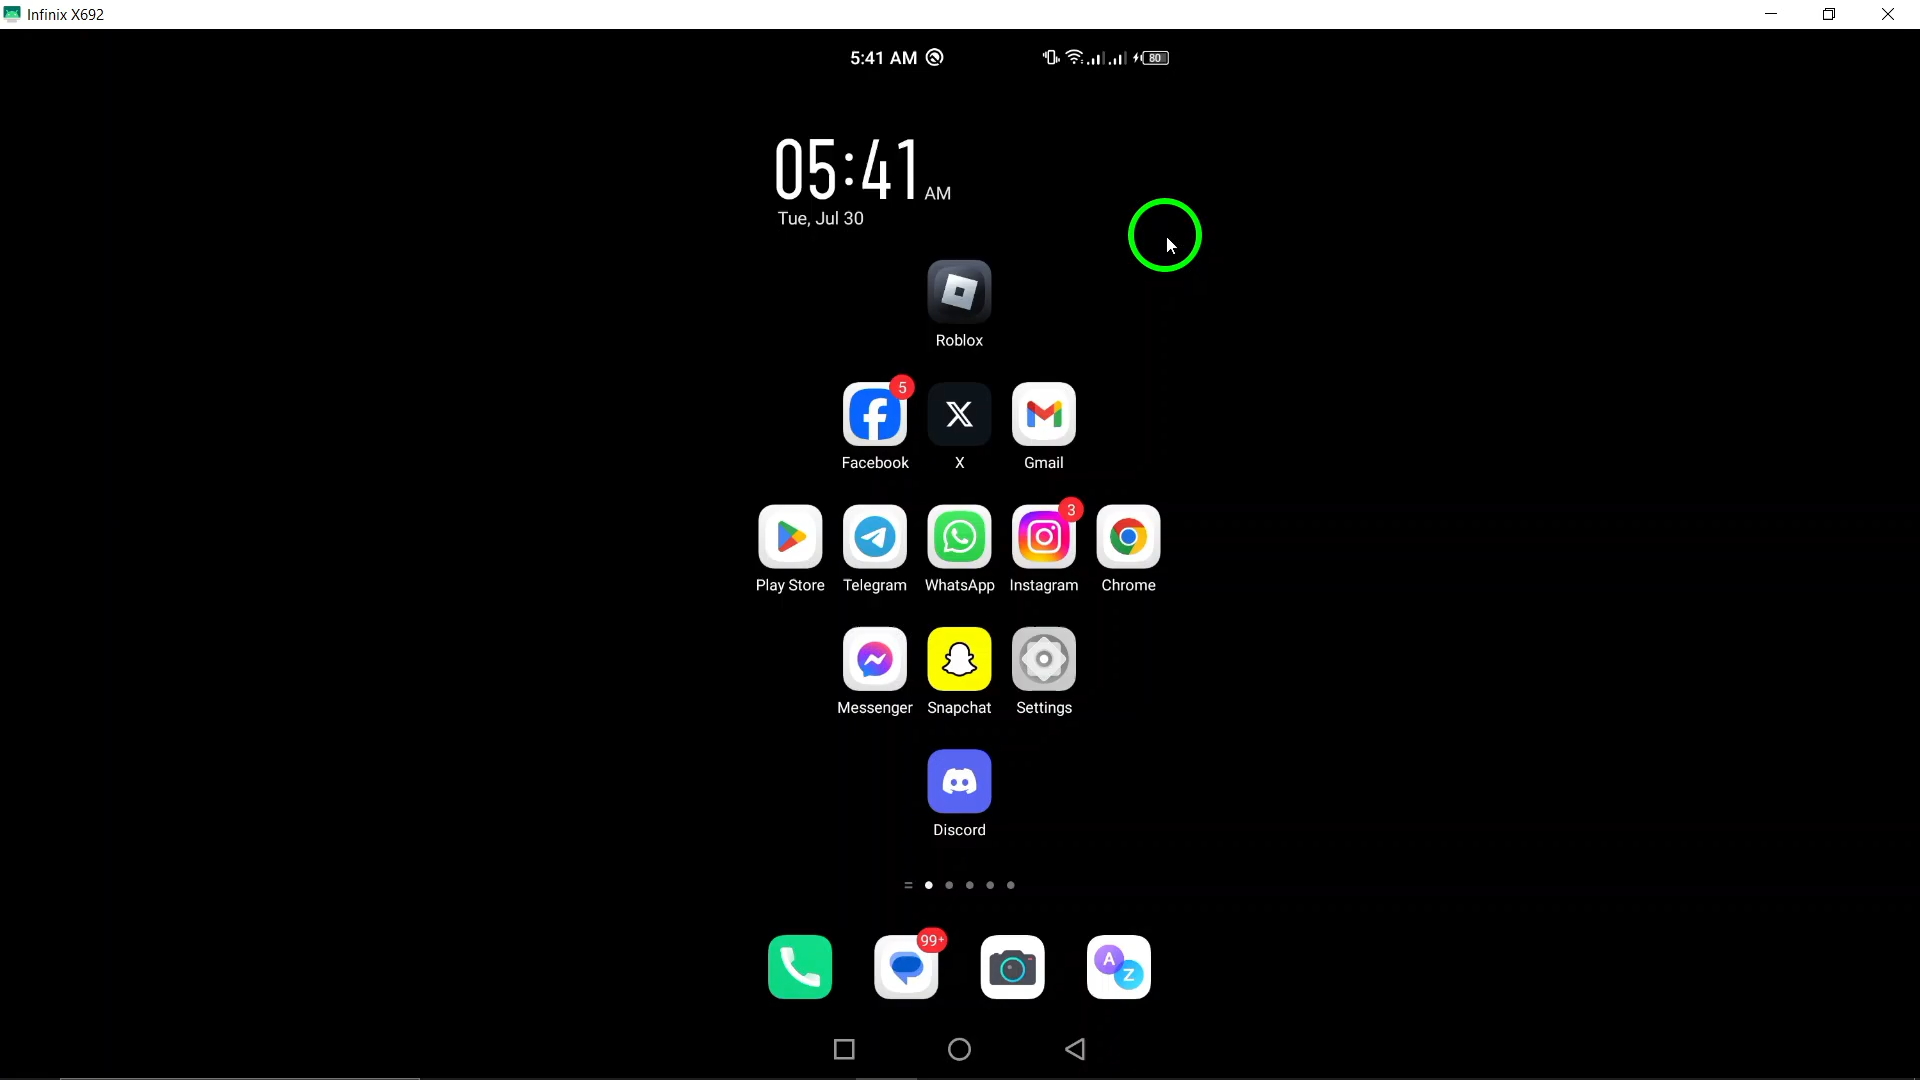 Infinix X692
5:41 AM
80
05:41 AM
Tue, Jul 30
Roblox
5
Facebook
X
Gmail
3
Play Store
Telegram
WhatsApp
Instagram
Chrome
Messenger
Snapchat
Settings
Discord
99+
A
Z